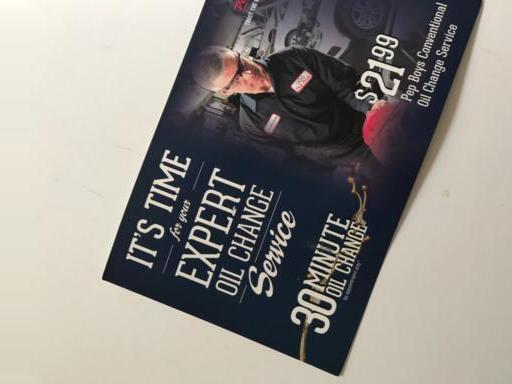 $21.99
Pep Boys Conventional
Oil Change Service
IT'S TIME
for your
EXPERT
OIL CHANGE
Service
30 MINUTE
OIL CHANGE